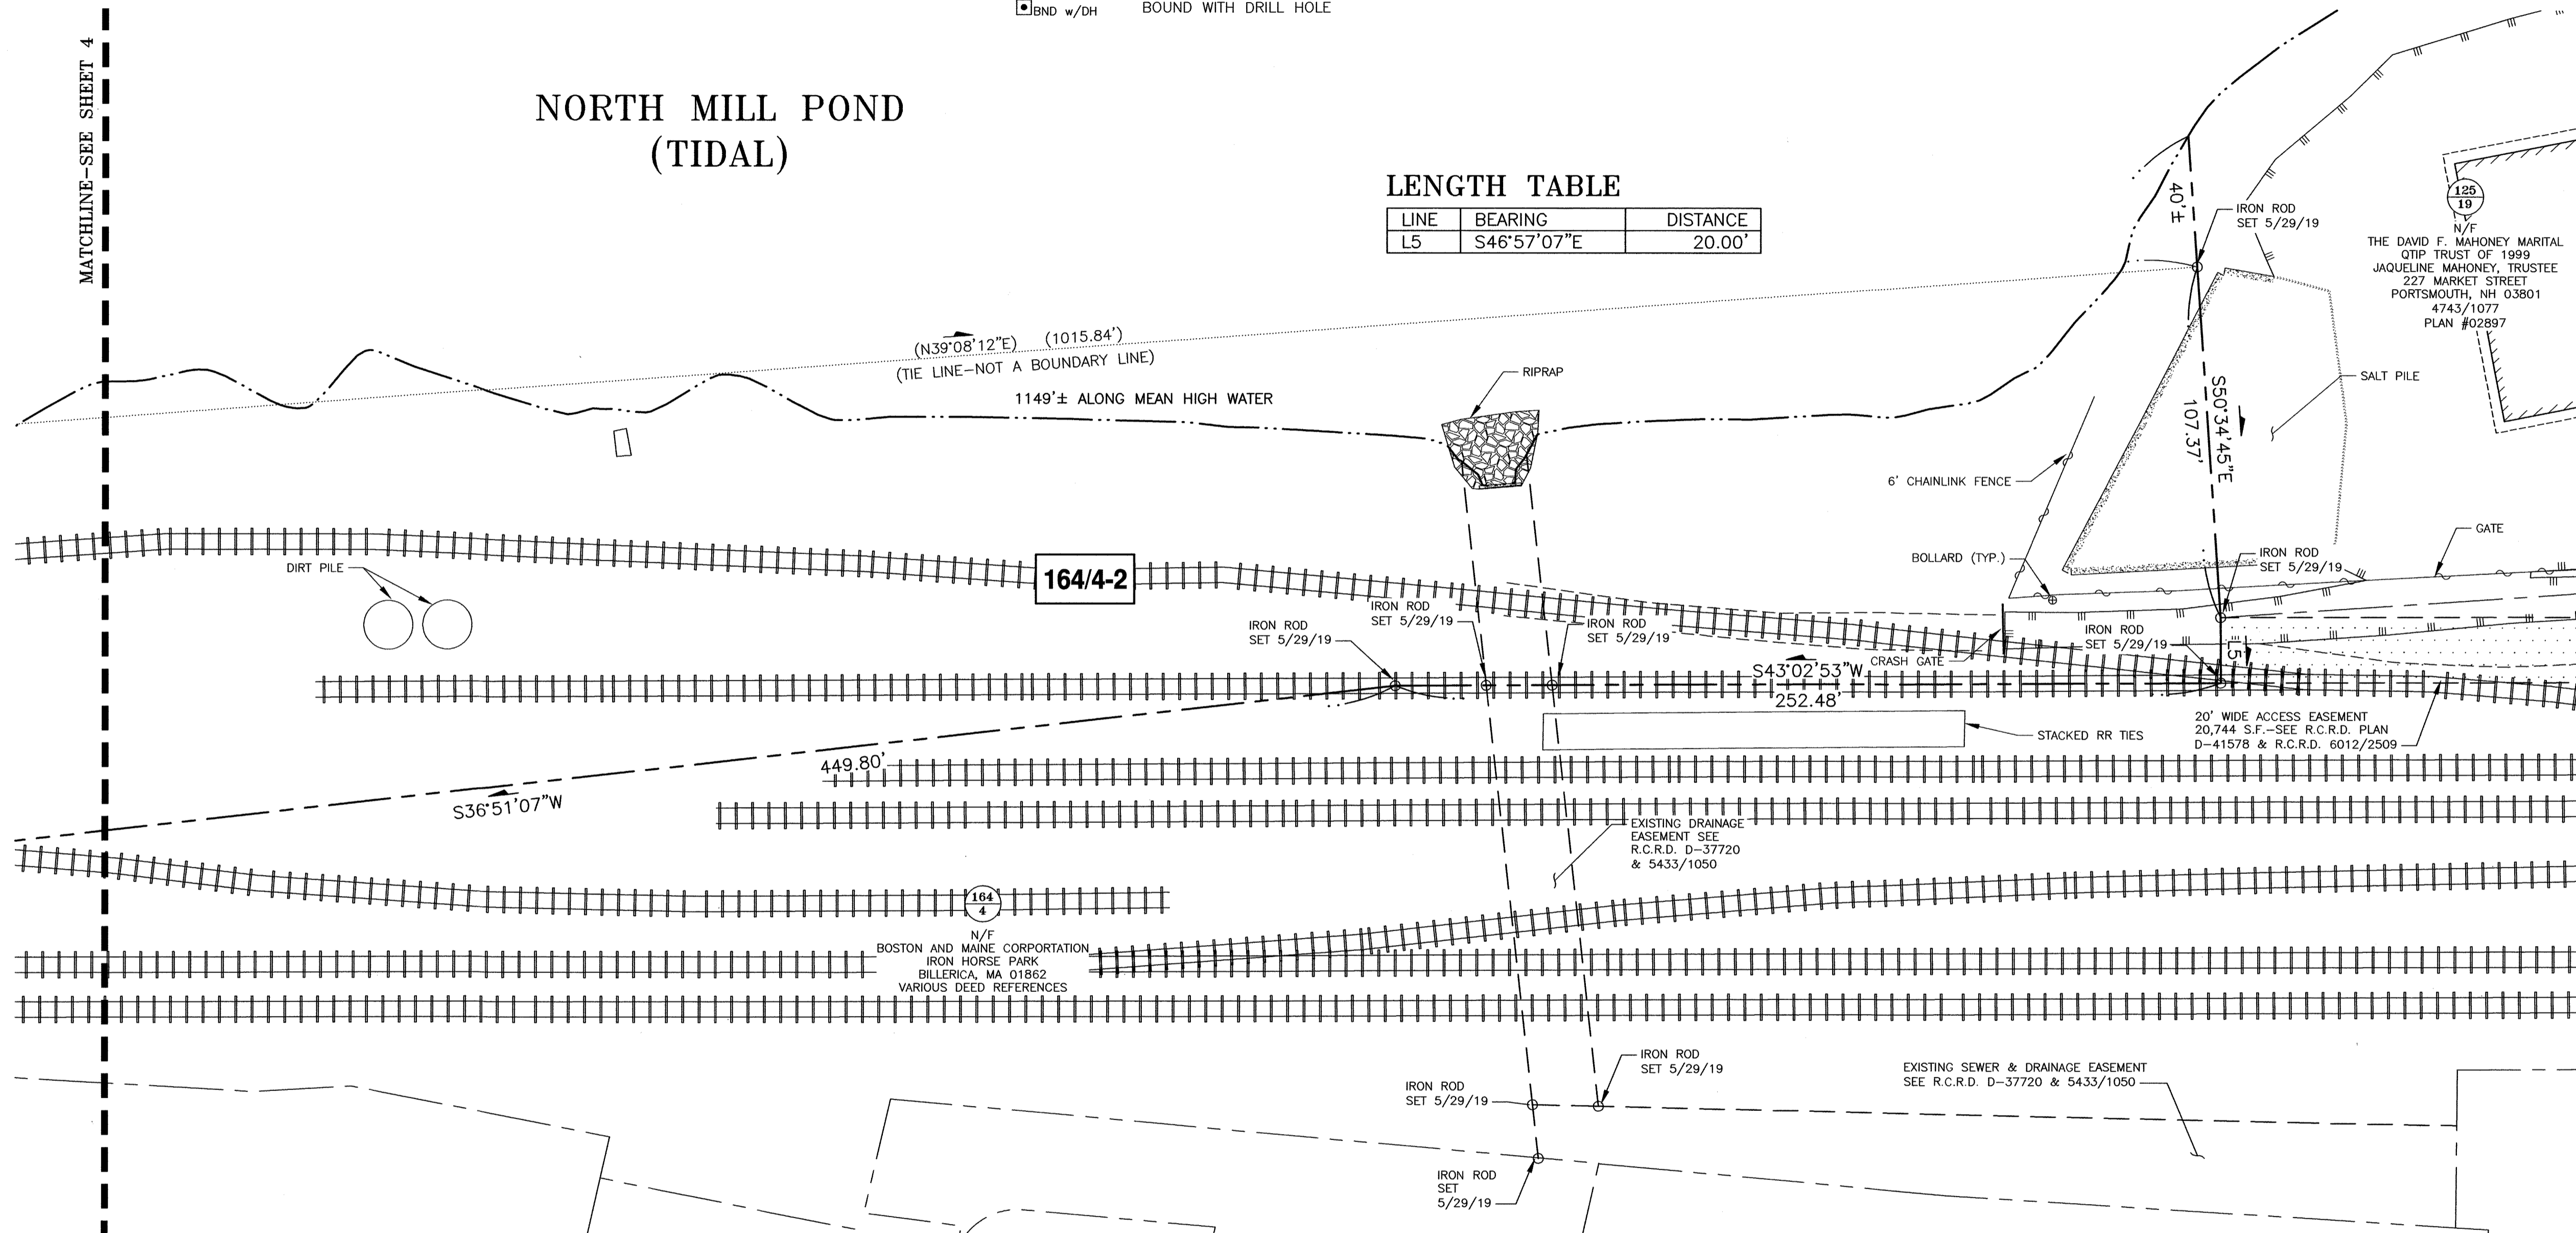 BND w/DH BOUND WITH DRILL HOLE
MATCHLINE-SEE SHEET 4
NORTH MILL POND
(TIDAL)
LENGTH TABLE
LINE BEARING DISTANCE
L5 S46°57'07"E 20.00'
40'±
IRON ROD
SET 5/29/19
125
19
N/F
THE DAVID F. MAHONEY MARITAL
QTIP TRUST OF 1999
JAQUELINE MAHONEY, TRUSTEE
227 MARKET STREET
PORTSMOUTH, NH 03801
4743/1077
PLAN #02897
(N39°08'12"E) (1015.84')
(TIE LINE-NOT A BOUNDARY LINE)
1149'± ALONG MEAN HIGH WATER
RIPRAP
SALT PILE
S50°34'45"E
107.37'
6' CHAINLINK FENCE
GATE
BOLLARD (TYP.)
IRON ROD
SET 5/29/19
DIRT PILE
164/4-2
IRON ROD
SET 5/29/19
IRON ROD
SET 5/29/19
IRON ROD
SET 5/29/19
IRON ROD
SET 5/29/19
L5
CRASH GATE
S43°02'53"W
252.48'
20' WIDE ACCESS EASEMENT
20,744 S.F.-SEE R.C.R.D. PLAN
D-41578 & R.C.R.D. 6012/2509
STACKED RR TIES
449.80'
S36°51'07"W
EXISTING DRAINAGE
EASEMENT SEE
R.C.R.D. D-37720
& 5433/1050
164
4
N/F
BOSTON AND MAINE CORPORTATION
IRON HORSE PARK
BILLERICA, MA 01862
VARIOUS DEED REFERENCES
IRON ROD
SET 5/29/19
IRON ROD
SET 5/29/19
EXISTING SEWER & DRAINAGE EASEMENT
SEE R.C.R.D. D-37720 & 5433/1050
IRON ROD
SET
5/29/19